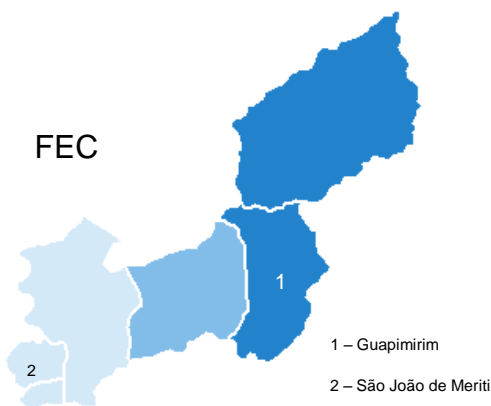 FEC
1
2
1 – Guapimirim
2 – São João de Meriti